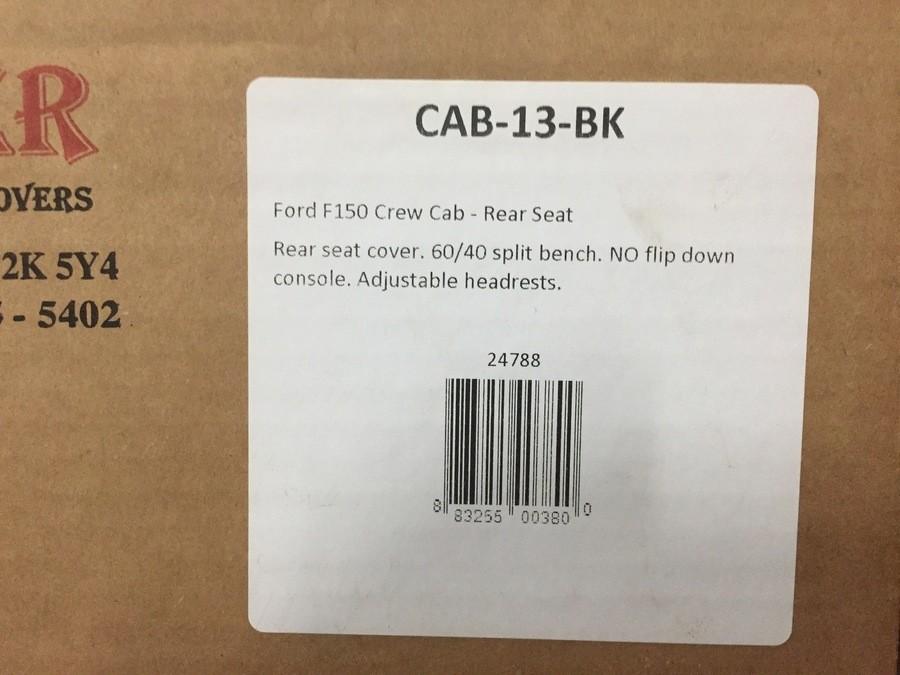 R
OVERS
2K 5Y4
- 5402
CAB-13-BK
Ford F150 Crew Cab - Rear Seat
Rear seat cover. 60/40 split bench. NO flip down
console. Adjustable headrests.
24788
8 83255 00380 0